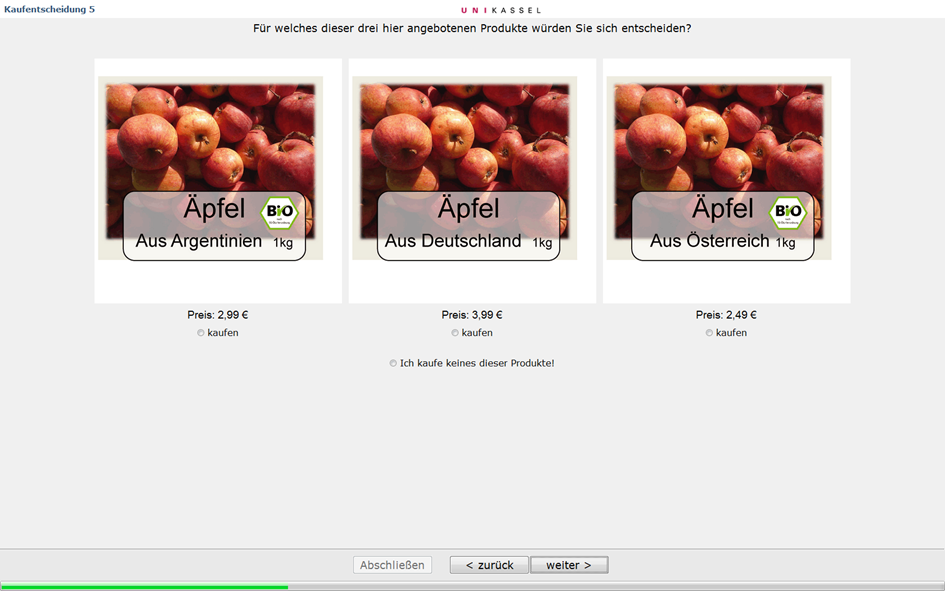 Kaufentscheidung 5
UNIKASSEL
Für welches dieser drei hier angebotenen Produkte würden Sie sich entscheiden?
Äpfel
BiO
Aus Argentinien 1kg
Äpfel
Aus Deutschland 1kg
Äpfel
BiO
Aus Österreich 1kg
Preis: 2,99 €
Preis: 3,99 €
Preis: 2,49 €
kaufen
kaufen
kaufen
Ich kaufe keines dieser Produkte!
Abschließen
< zurück
weiter >